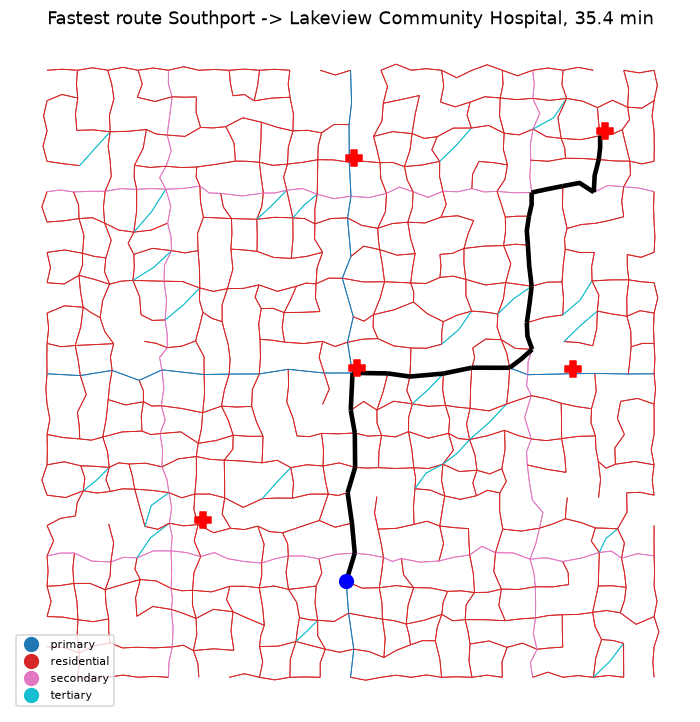 Fastest route Southport -> Lakeview Community Hospital, 35.4 min
primary
residential
secondary
tertiary